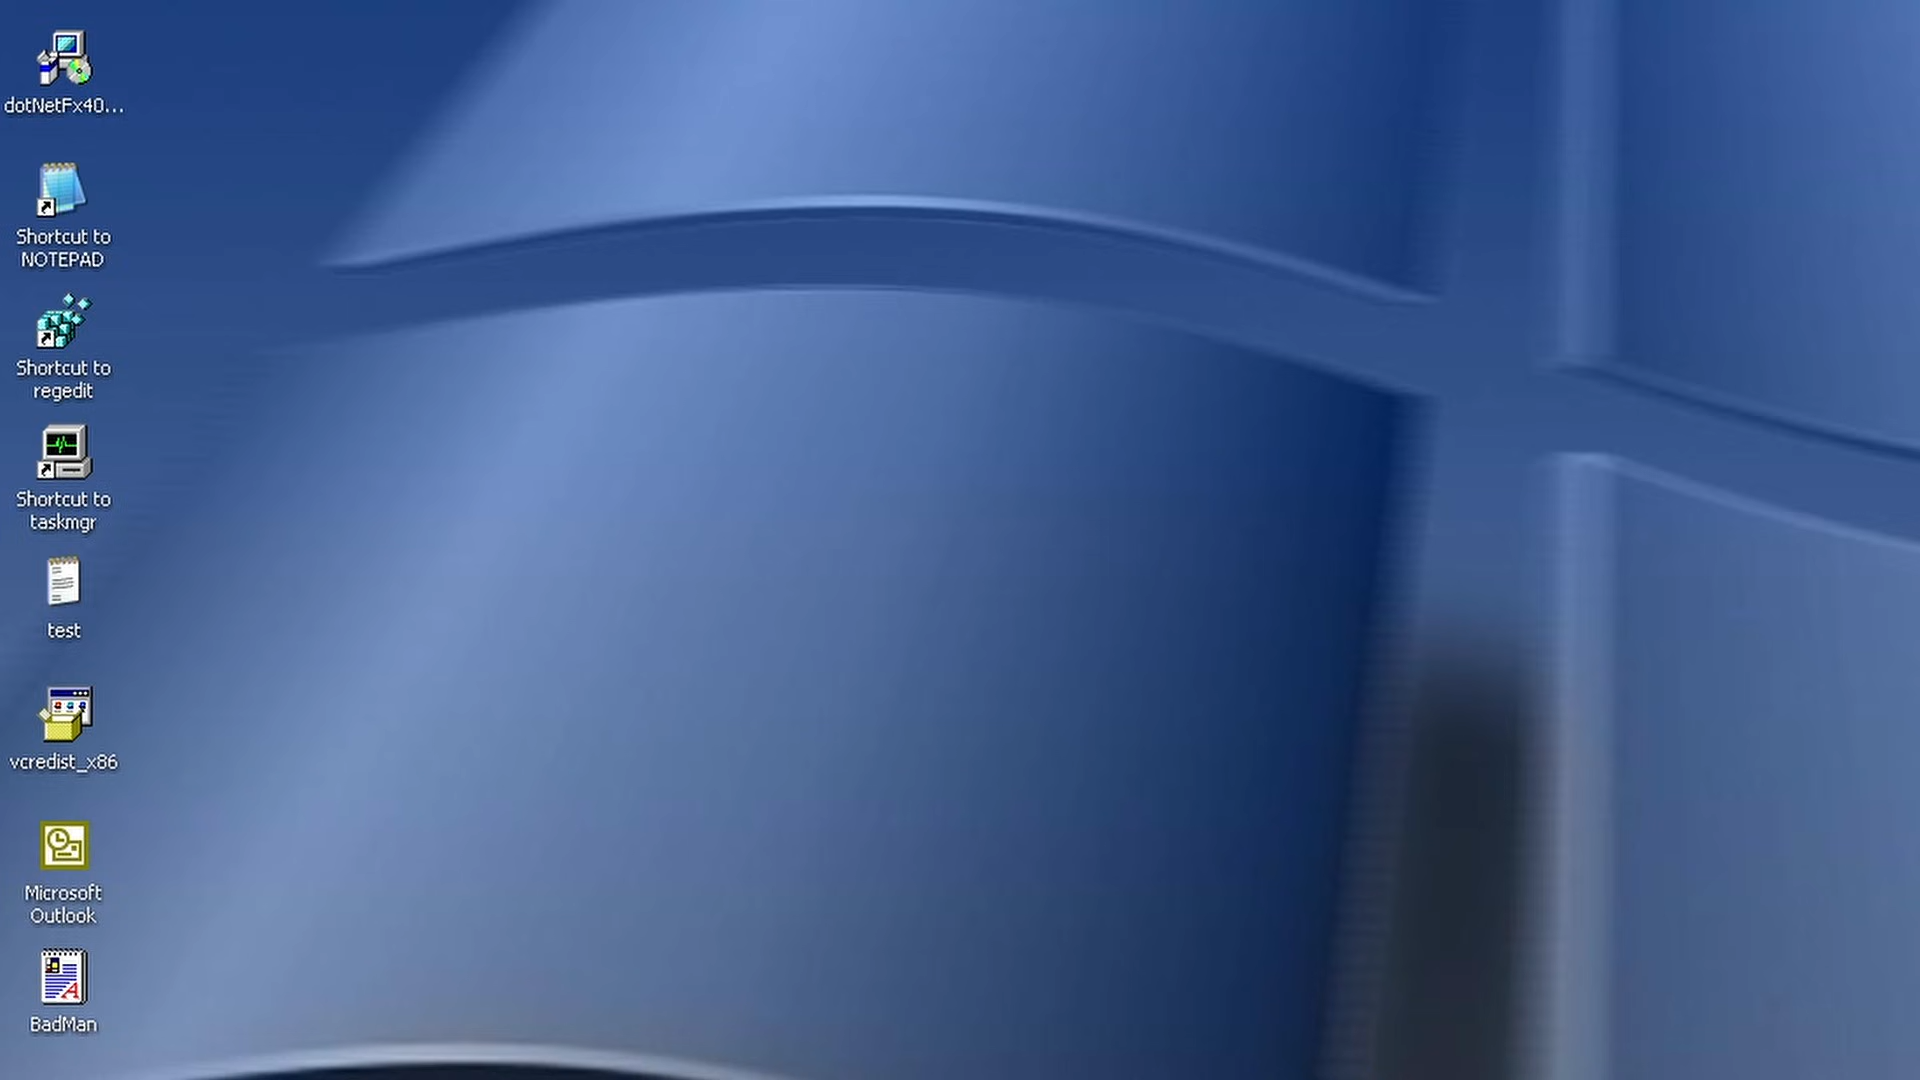 dotNetFx40...
Shortcut to
NOTEPAD
Shortcut to
regedit
Shortcut to
taskmgr
test
vcredist_x86
Microsoft
Outlook
BadMan